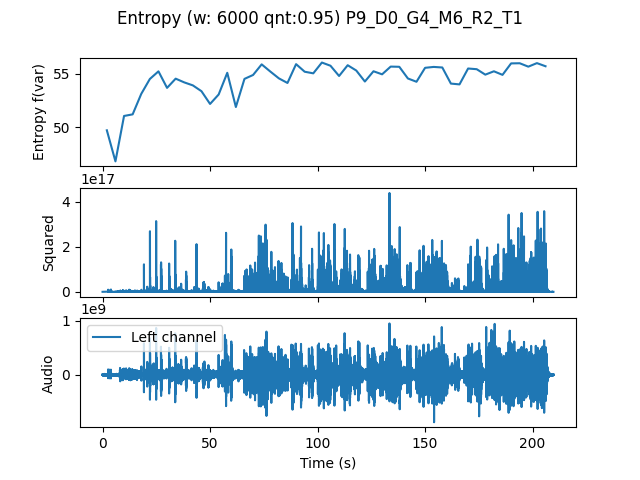 Entropy (w: 6000 qnt:0.95) P9_D0_G4_M6_R2_T1
Entropy f(var)
55
50
1e17
Squared
4
2
0
1e9
Audio
1
0
Left channel
0
50
100
150
200
Time (s)